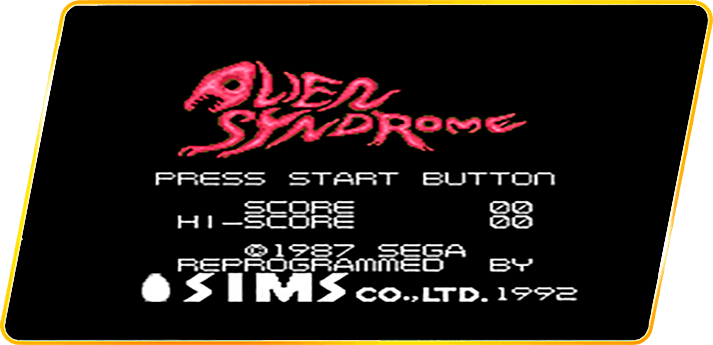 ALIEN
SYNDROME
PRESS START BUTTON
SCORE 00
HI-SCORE 00
©1987 SEGA
REPROGRAMMED BY
SIMS CO.,LTD. 1992